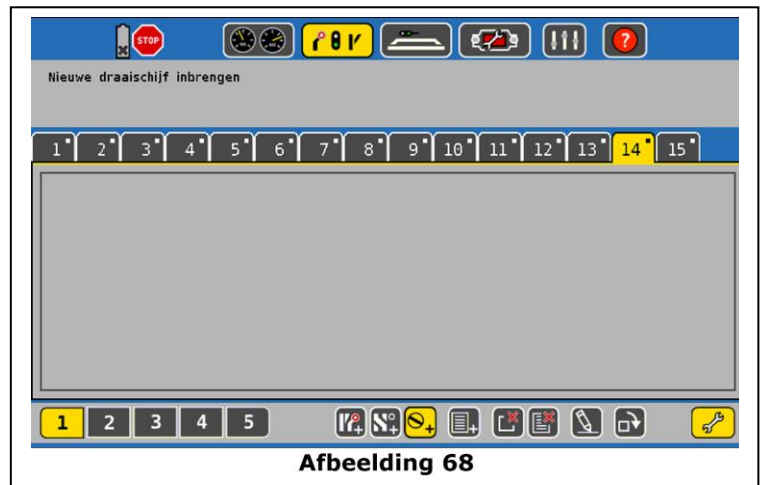 STOP
?
Nieuwe draaischijf inbrengen
1 2 3 4 5 6 7 8 9 10 11 12 13 14 15
1 2 3 4 5
Afbeelding 68